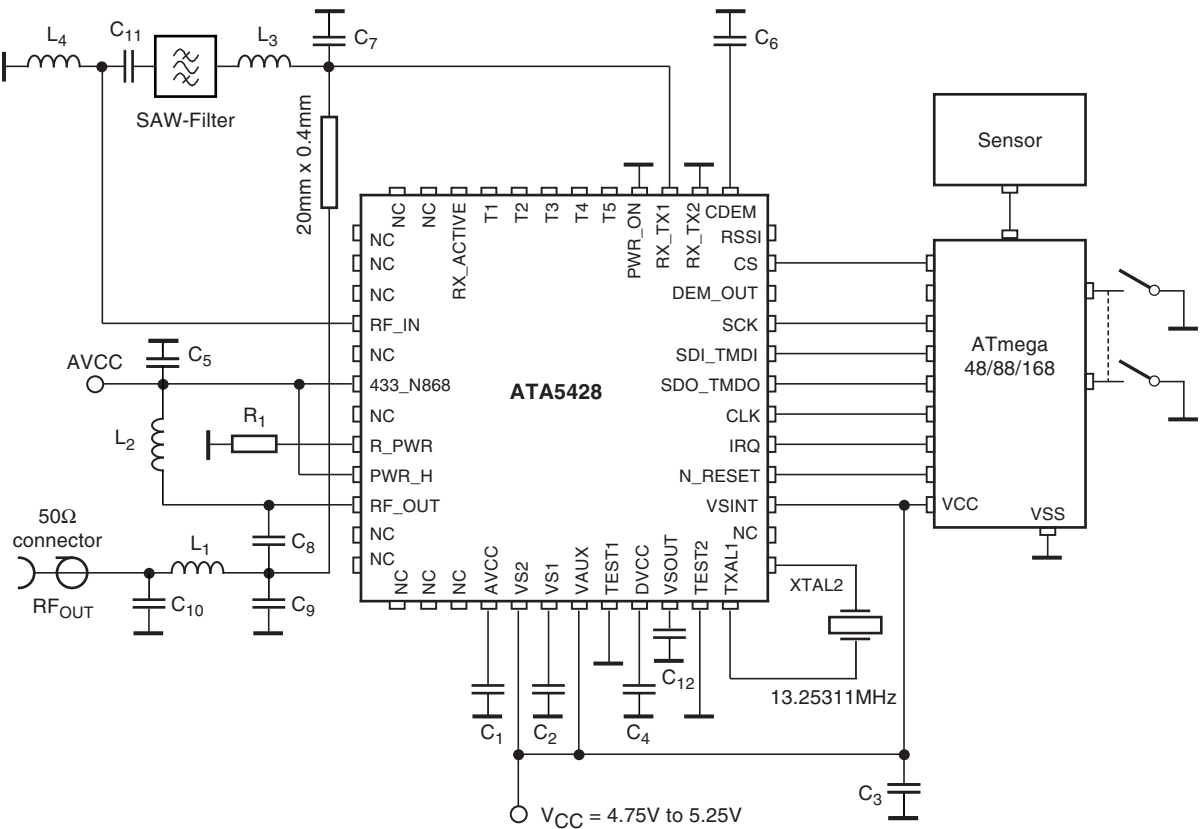 L4
C11
L3
C7
C6
SAW-Filter
20mm x 0.4mm
Sensor
NC
NC
RX_ACTIVE
T1
T2
T3
T4
T5
PWR_ON
RX_TX1
RX_TX2
CDEM
NC
NC
NC
RF_IN
NC
433_N868
NC
R_PWR
PWR_H
RF_OUT
NC
NC
RSSI
CS
DEM_OUT
SCK
SDI_TMDI
SDO_TMDO
CLK
IRQ
N_RESET
VSINT
NC
ATA5428
ATmega
48/88/168
VCC
VSS
AVCC
C5
L2
R1
50Ω
connector
L1
C8
RFOUT
C10
C9
NC
NC
NC
AVCC
VS2
VS1
VAUX
TEST1
DVCC
VSOUT
TEST2
TXAL1
XTAL2
13.25311MHz
C1
C2
C4
C12
C3
VCC = 4.75V to 5.25V